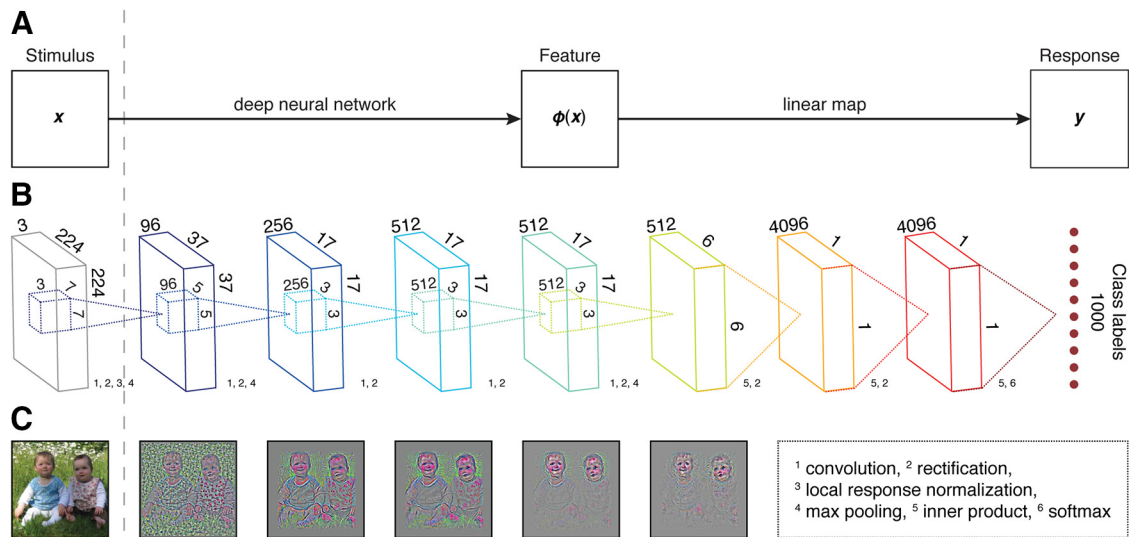 A
Stimulus
Feature
Response
x
deep neural network
ϕ(x)
linear map
y
B
3
224
224
3
7
7
1, 2, 3, 4
96
37
37
96
5
5
1, 2, 4
256
17
17
256
3
3
1, 2
512
17
17
512
3
3
1, 2
512
17
17
512
3
3
1, 2, 4
512
6
6
5, 2
4096
1
1
5, 2
4096
1
1
5, 6
Class labels
1000
C
1 convolution, 2 rectification,
3 local response normalization,
4 max pooling, 5 inner product, 6 softmax